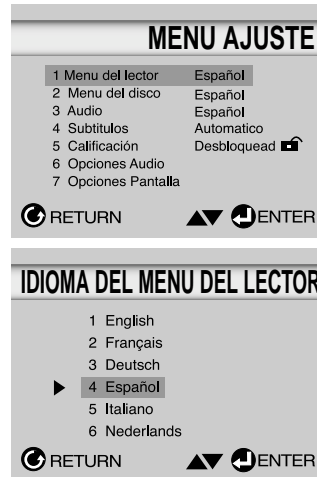 MENU AJUSTE
1 Menu del lector Español
2 Menu del disco Español
3 Audio Español
4 Subtitulos Automatico
5 Calificación Desbloquead
6 Opciones Audio
7 Opciones Pantalla
RETURN ENTER
IDIOMA DEL MENU DEL LECTOR
1 English
2 Français
3 Deutsch
4 Español
5 Italiano
6 Nederlands
RETURN ENTER